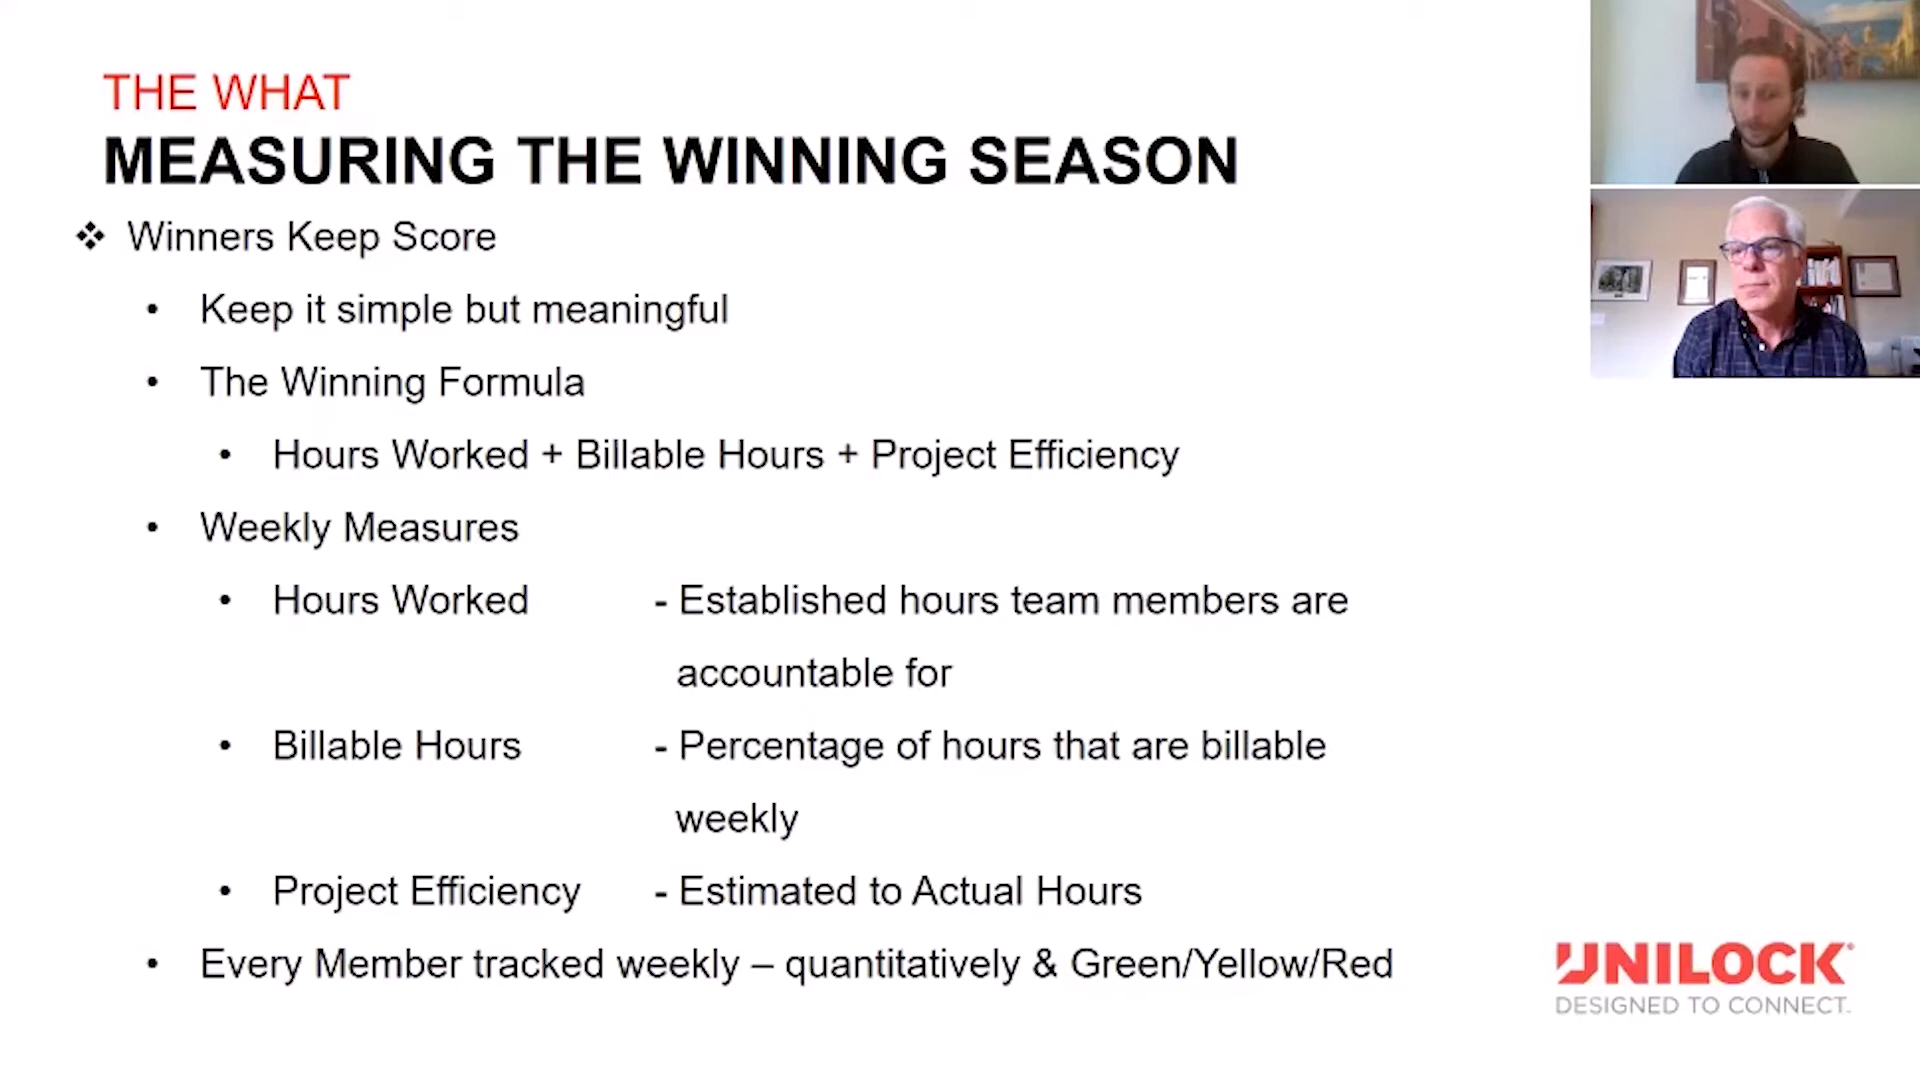 THE WHAT
MEASURING THE WINNING SEASON
❖ Winners Keep Score
• Keep it simple but meaningful
• The Winning Formula
• Hours Worked + Billable Hours + Project Efficiency
• Weekly Measures
• Hours Worked - Established hours team members are
accountable for
• Billable Hours - Percentage of hours that are billable
weekly
• Project Efficiency - Estimated to Actual Hours
• Every Member tracked weekly – quantitatively & Green/Yellow/Red
UNILOCK®
DESIGNED TO CONNECT.